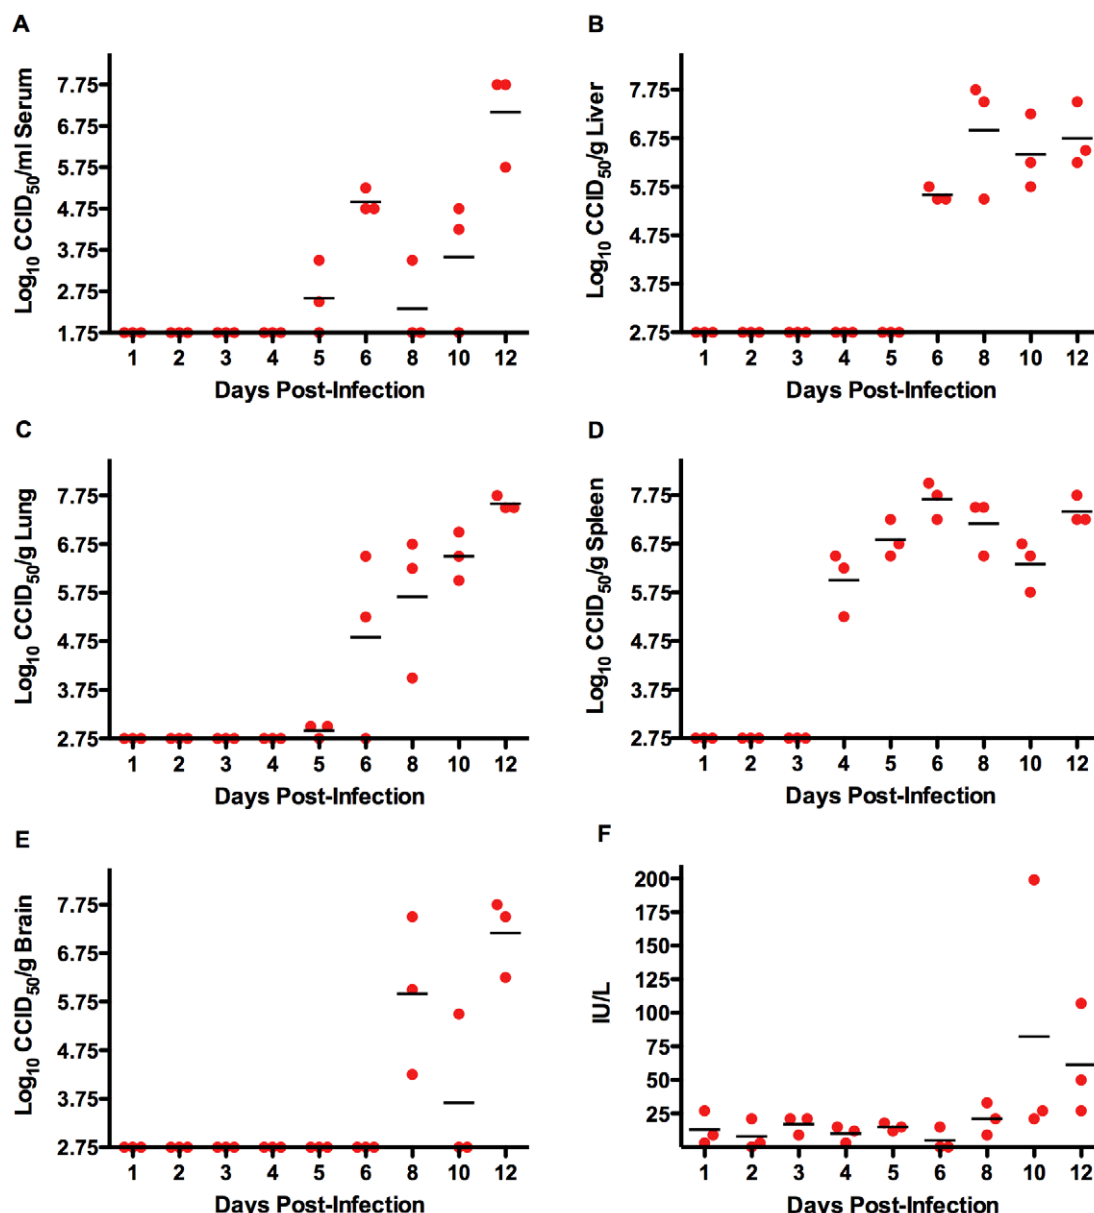 A
Log10 CCID50/ml Serum
7.75
6.75
5.75
4.75
3.75
2.75
1.75
1 2 3 4 5 6 8 10 12
Days Post-Infection
B
Log10 CCID50/g Liver
7.75
6.75
5.75
4.75
3.75
2.75
1 2 3 4 5 6 8 10 12
Days Post-Infection
C
Log10 CCID50/g Lung
7.75
6.75
5.75
4.75
3.75
2.75
1 2 3 4 5 6 8 10 12
Days Post-Infection
D
Log10 CCID50/g Spleen
7.75
6.75
5.75
4.75
3.75
2.75
1 2 3 4 5 6 8 10 12
Days Post-Infection
E
Log10 CCID50/g Brain
7.75
6.75
5.75
4.75
3.75
2.75
1 2 3 4 5 6 8 10 12
Days Post-Infection
F
IU/L
200
175
150
125
100
75
50
25
1 2 3 4 5 6 8 10 12
Days Post-Infection